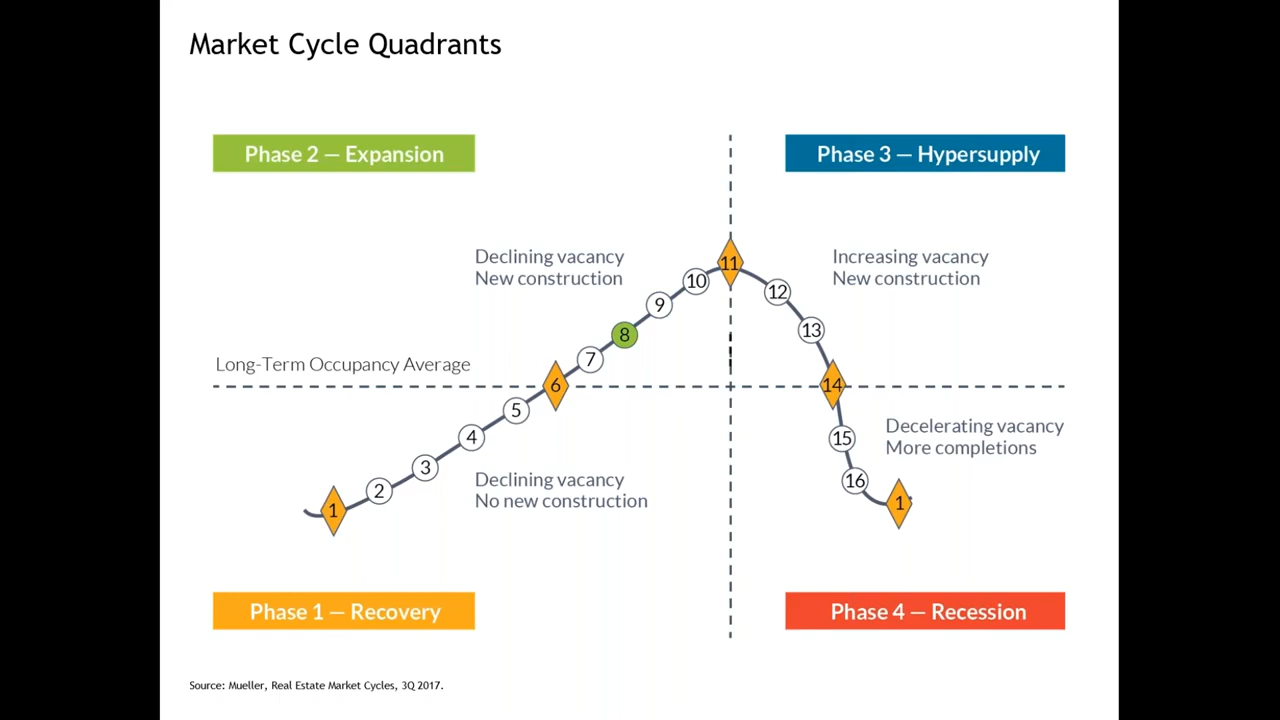 Market Cycle Quadrants
Phase 2 — Expansion
Phase 3 — Hypersupply
Declining vacancy
New construction
Increasing vacancy
New construction
11
10
12
9
13
8
7
Long-Term Occupancy Average
6
14
5
4
15
3
2
16
1
1
Decelerating vacancy
More completions
Declining vacancy
No new construction
Phase 1 — Recovery
Phase 4 — Recession
Source: Mueller, Real Estate Market Cycles, 3Q 2017.